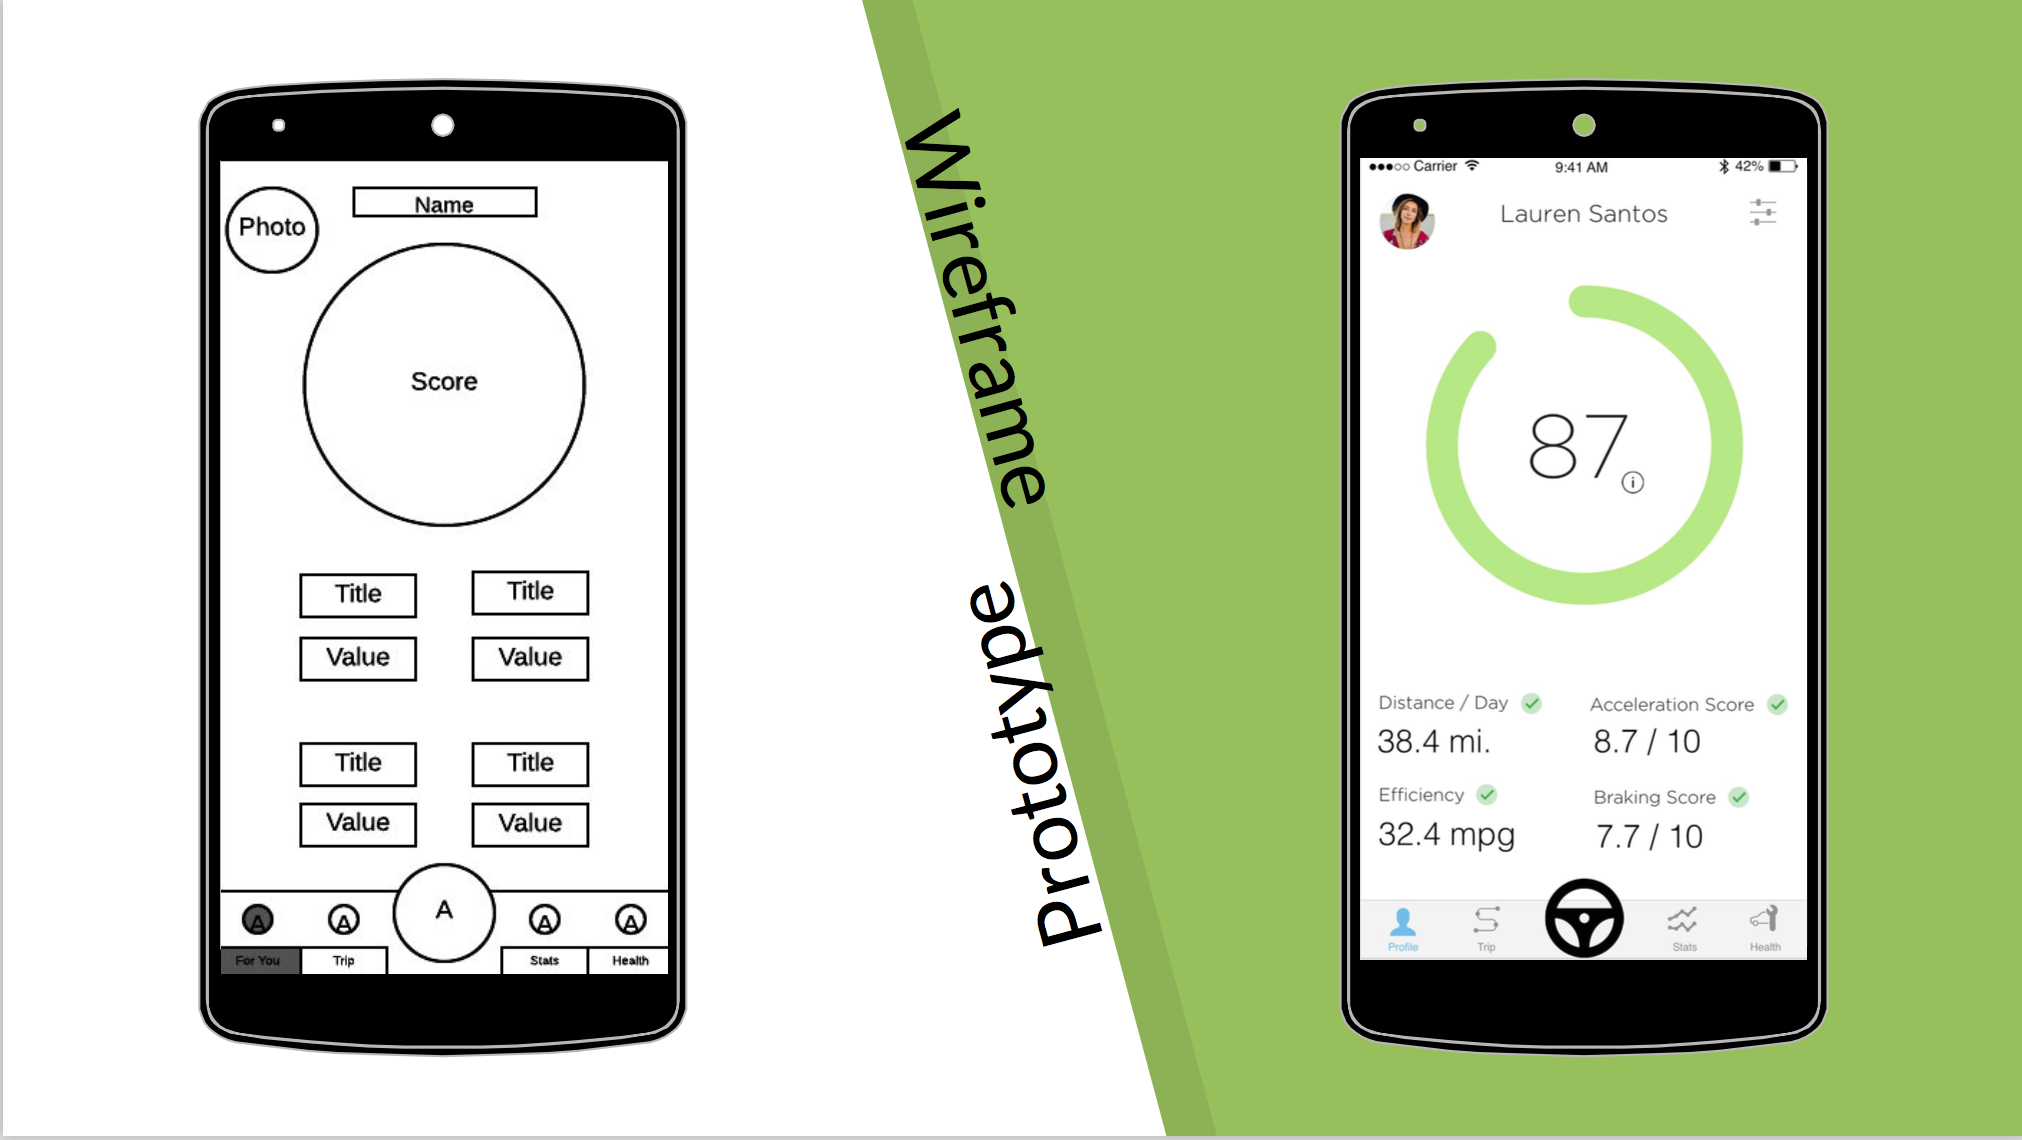 Photo
Name
Score
Title
Title
Value
Value
Title
Title
Value
Value
A
A
A
A
A
For You
Trip
Stats
Health
Wireframe
Prototype
Carrier
9:41 AM
42%
Lauren Santos
87
i
Distance / Day
Acceleration Score
38.4 mi.
8.7 / 10
Efficiency
Braking Score
32.4 mpg
7.7 / 10
Profile
Trip
Stats
Health